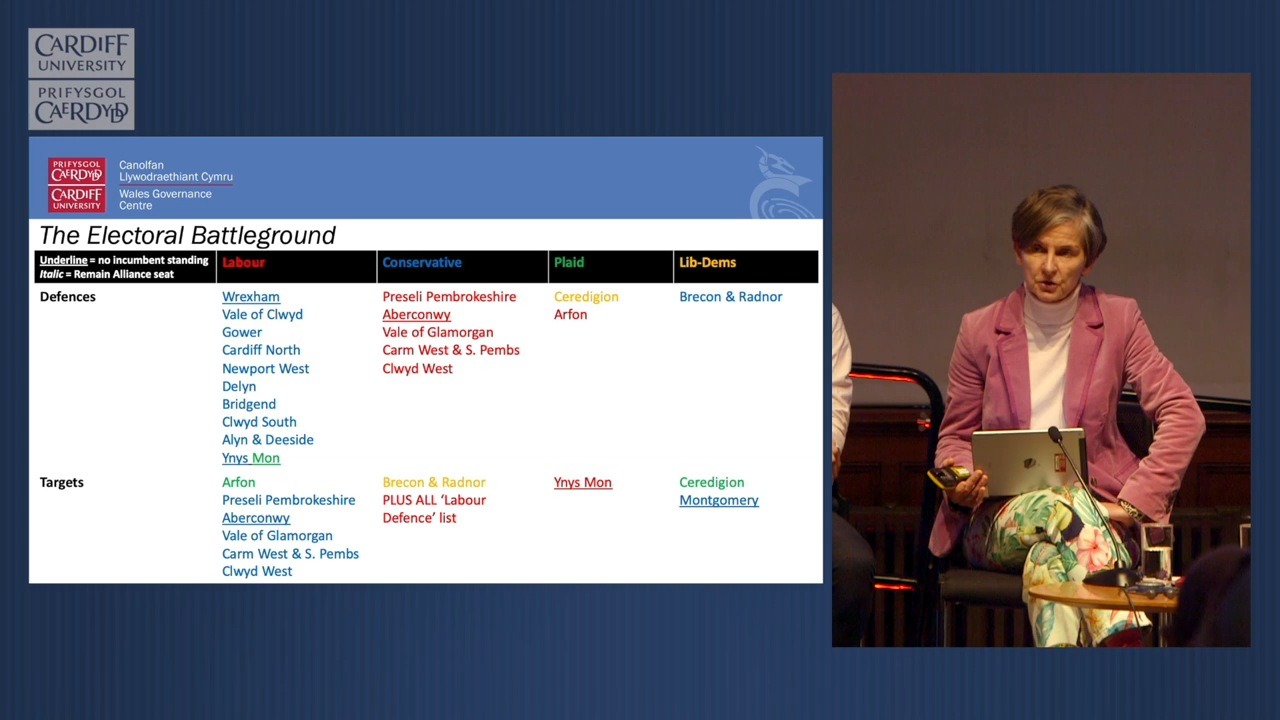 CARDIFF
UNIVERSITY
PRIFYSGOL
CAERDYDD
PRIFYSGOL
CAERDYDD
CARDIFF
UNIVERSITY
Canolfan
Llywodraethiant Cymru
Wales Governance
Centre
The Electoral Battleground
Underline = no incumbent standing
Italic = Remain Alliance seat
Labour
Conservative
Plaid
Lib-Dems
Defences
Wrexham
Vale of Clwyd
Gower
Cardiff North
Newport West
Delyn
Bridgend
Clwyd South
Alyn & Deeside
Ynys Mon
Preseli Pembrokeshire
Aberconwy
Vale of Glamorgan
Carm West & S. Pembs
Clwyd West
Ceredigion
Arfon
Brecon & Radnor
Targets
Arfon
Preseli Pembrokeshire
Aberconwy
Vale of Glamorgan
Carm West & S. Pembs
Clwyd West
Brecon & Radnor
PLUS ALL ‘Labour
Defence’ list
Ynys Mon
Ceredigion
Montgomery